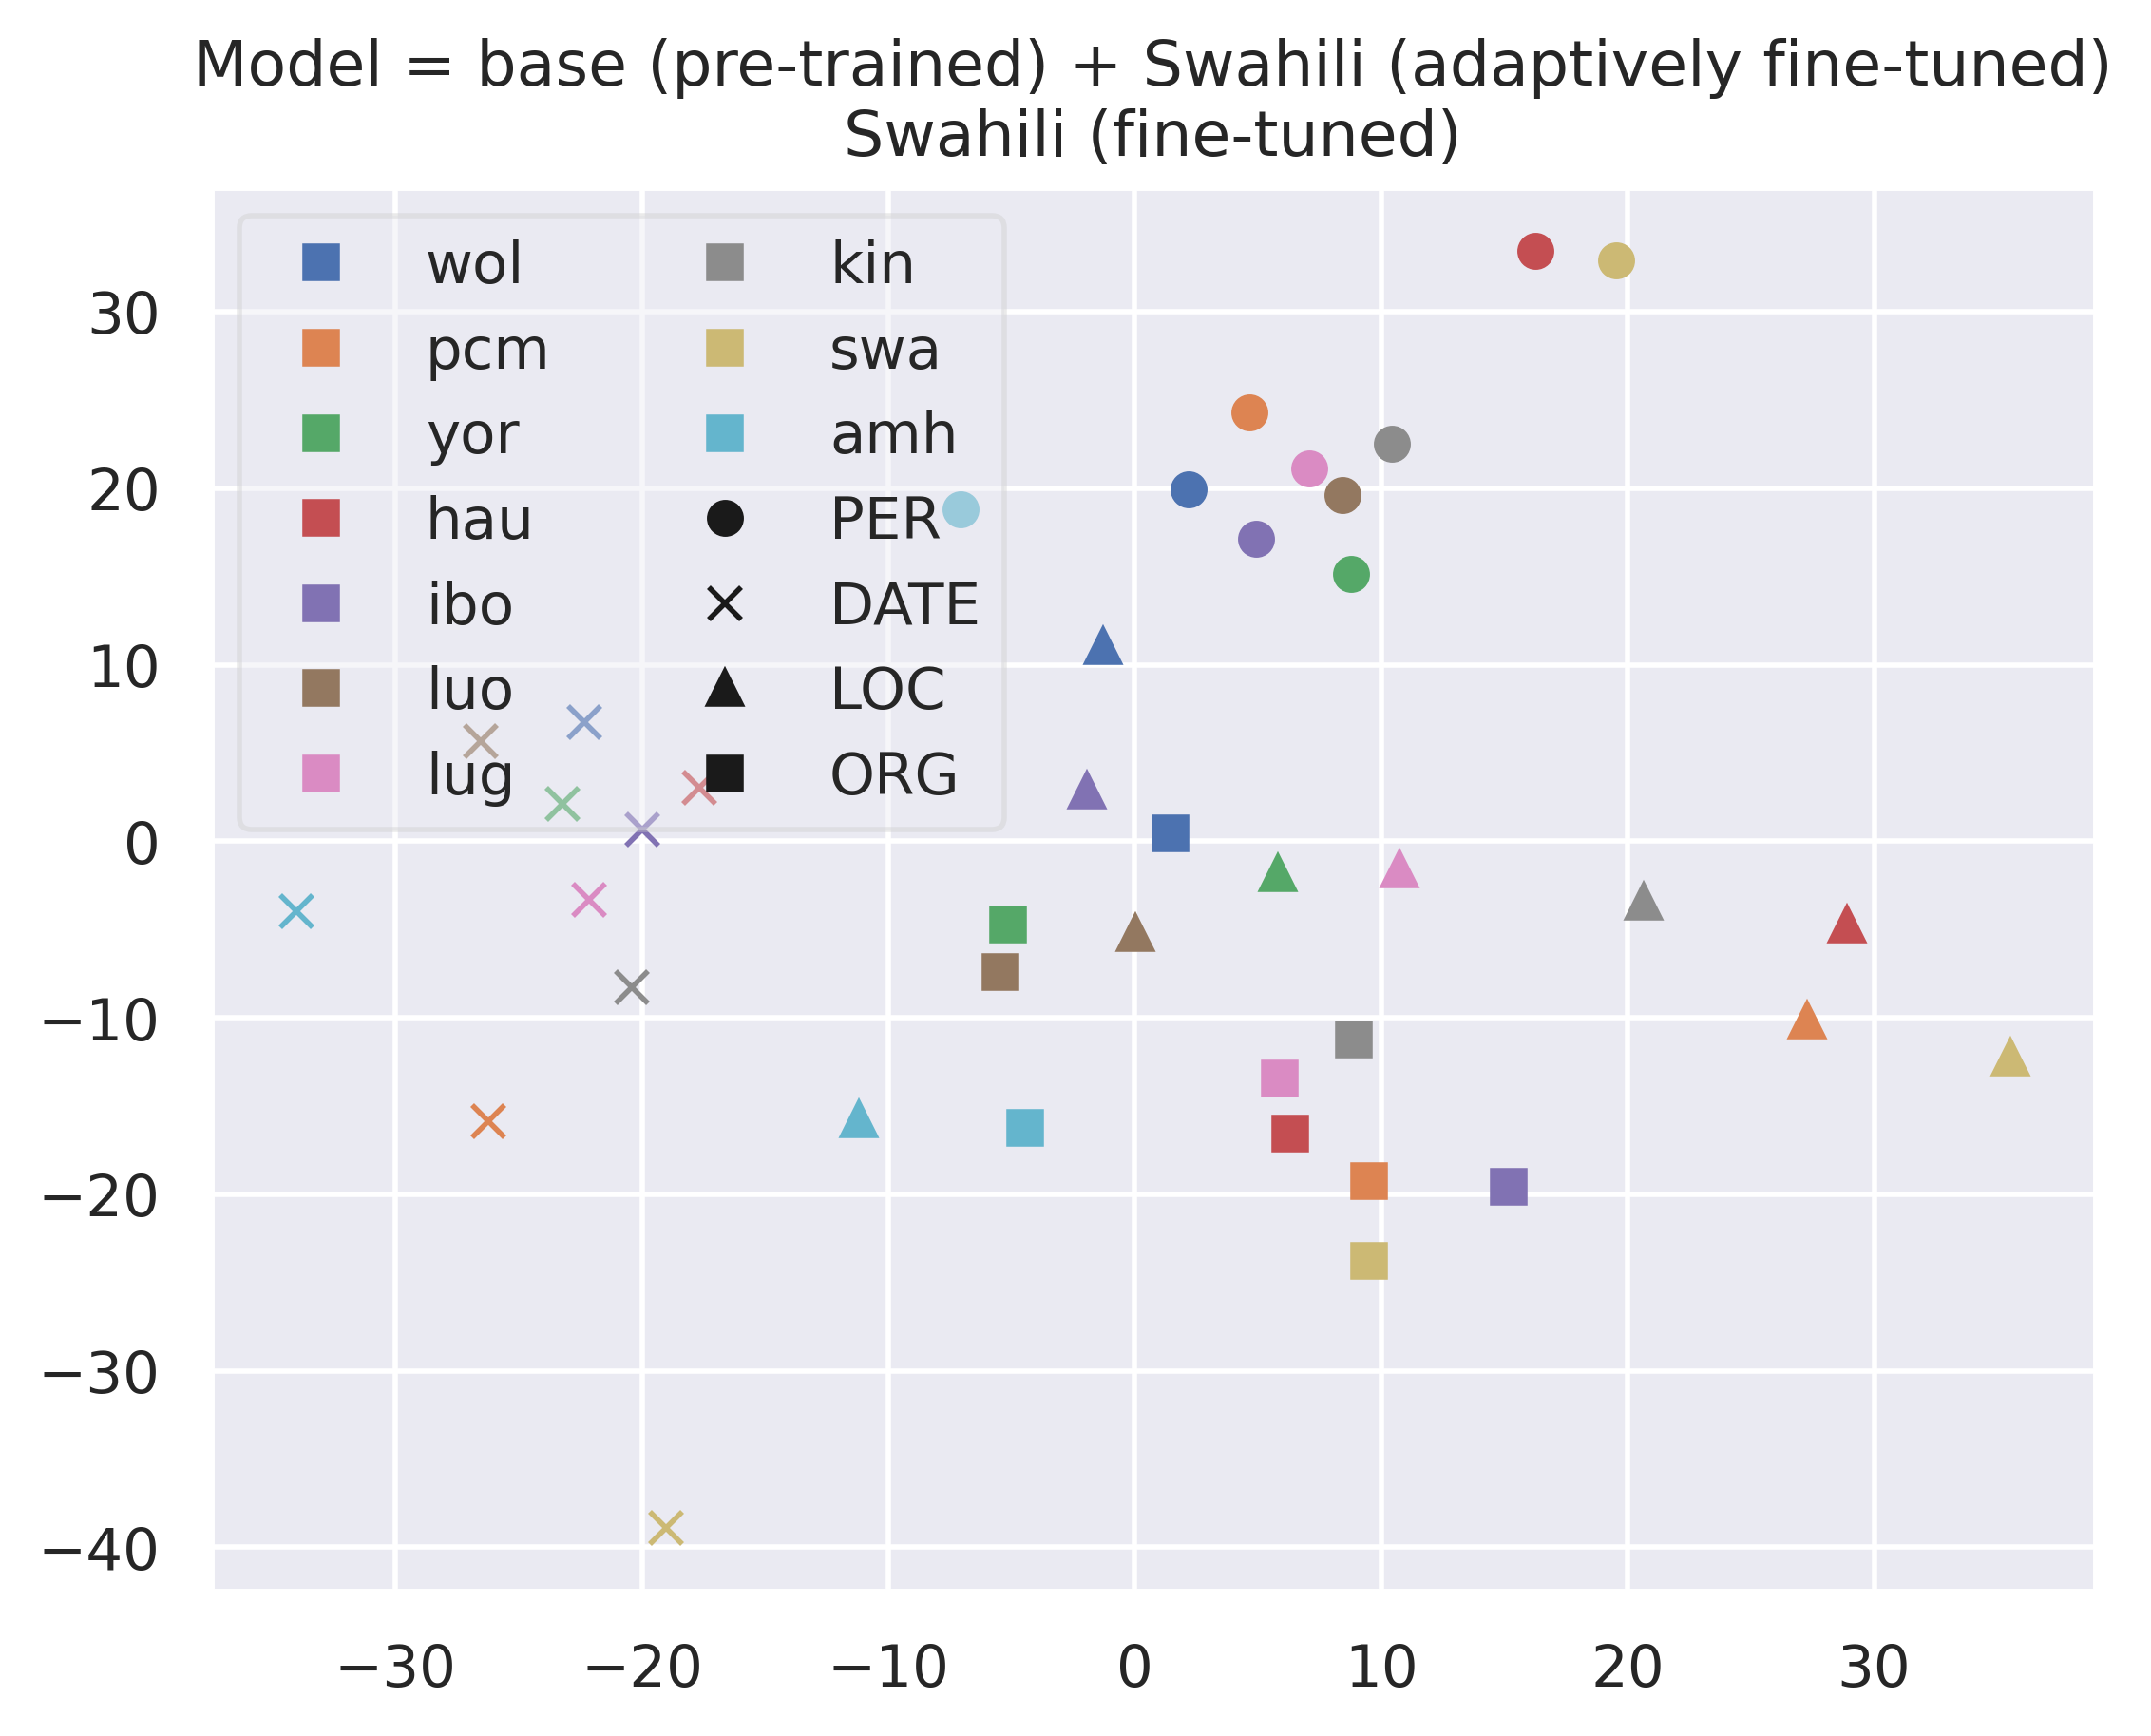 Model = base (pre-trained) + Swahili (adaptively fine-tuned)
Swahili (fine-tuned)
wol
pcm
yor
hau
ibo
luo
lug
kin
swa
amh
PER
DATE
LOC
ORG
30
20
10
0
−10
−20
−30
−40
−30
−20
−10
0
10
20
30